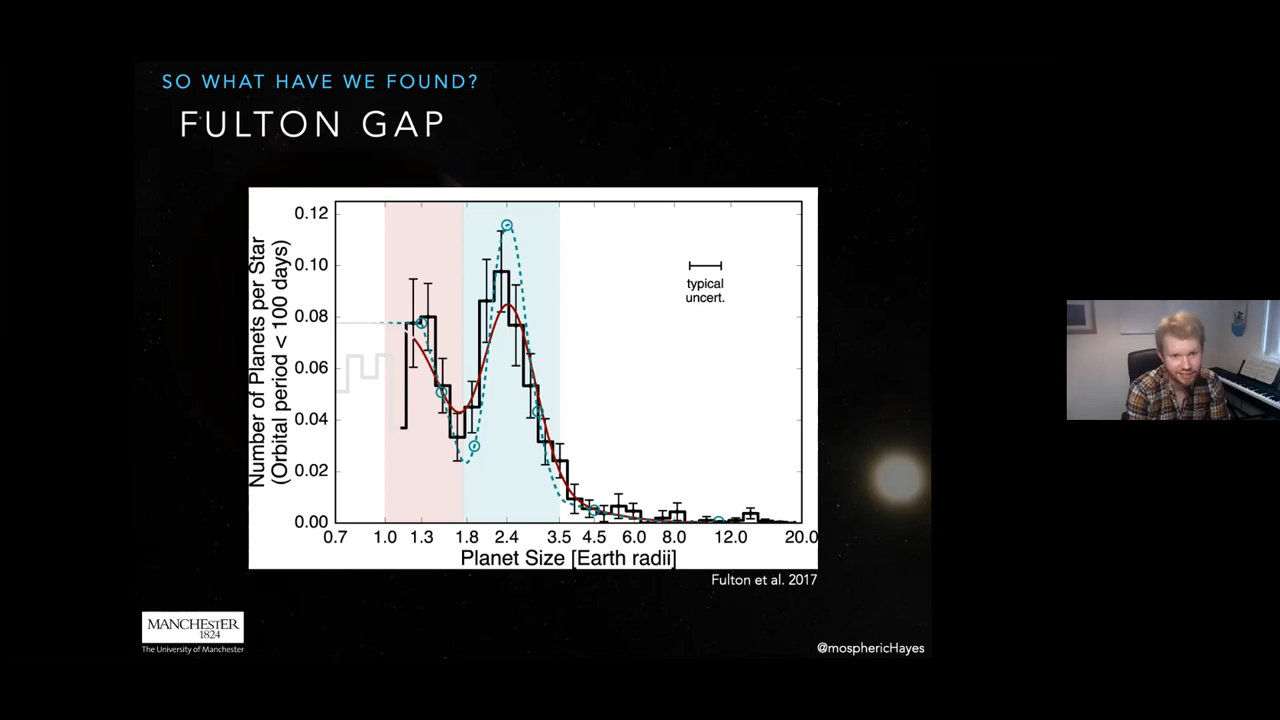 SO WHAT HAVE WE FOUND?
FULTON GAP
Number of Planets per Star
(Orbital period < 100 days)
0.12
0.10
0.08
0.06
0.04
0.02
0.00
typical
uncert.
0.7 1.0 1.3 1.8 2.4 3.5 4.5 6.0 8.0 12.0 20.0
Planet Size [Earth radii]
Fulton et al. 2017
MANCHESTER
1824
The University of Manchester
@mosphericHayes